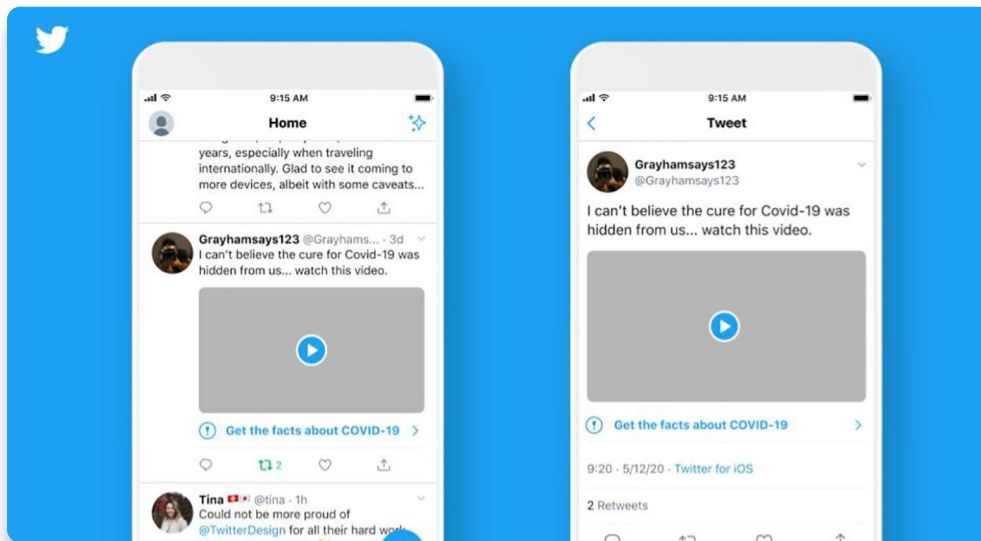 9:15 AM
Home
years, especially when traveling
internationally. Glad to see it coming to
more devices, albeit with some caveats...
Grayhamsays123 @Grayhams... · 3d
I can't believe the cure for Covid-19 was
hidden from us... watch this video.
Get the facts about COVID-19
2
Tina @tina · 1h
Could not be more proud of
@TwitterDesign for all their hard work
9:15 AM
Tweet
Grayhamsays123
@Grayhamsays123
I can't believe the cure for Covid-19 was
hidden from us... watch this video.
Get the facts about COVID-19
9:20 · 5/12/20 · Twitter for iOS
2 Retweets